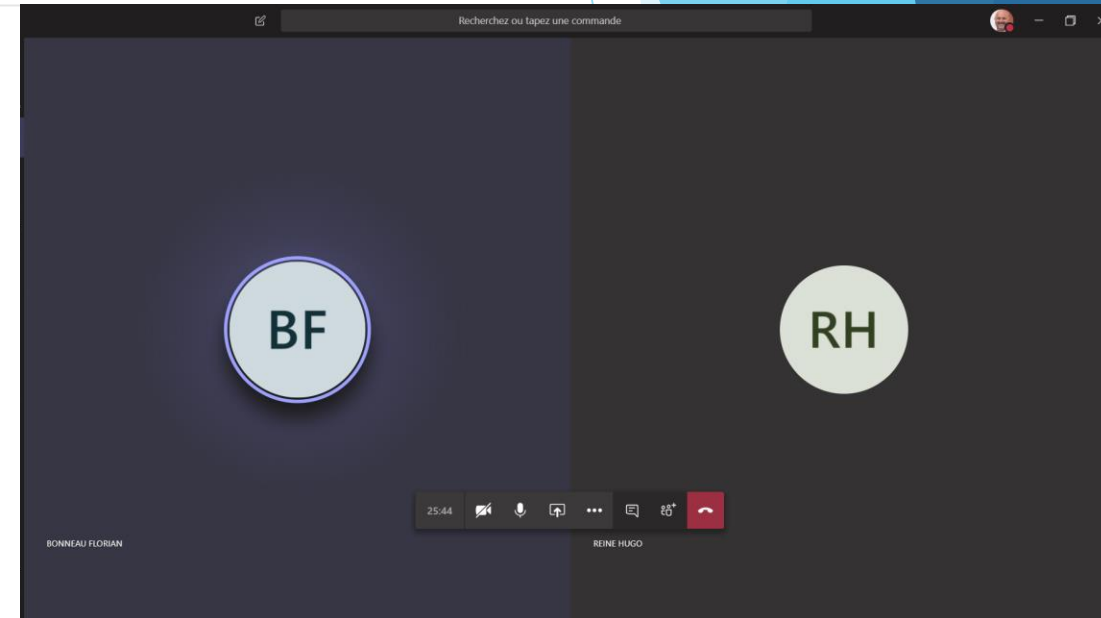 Recherchez ou tapez une commande
BF
RH
25:44
BONNEAU FLORIAN
REINE HUGO